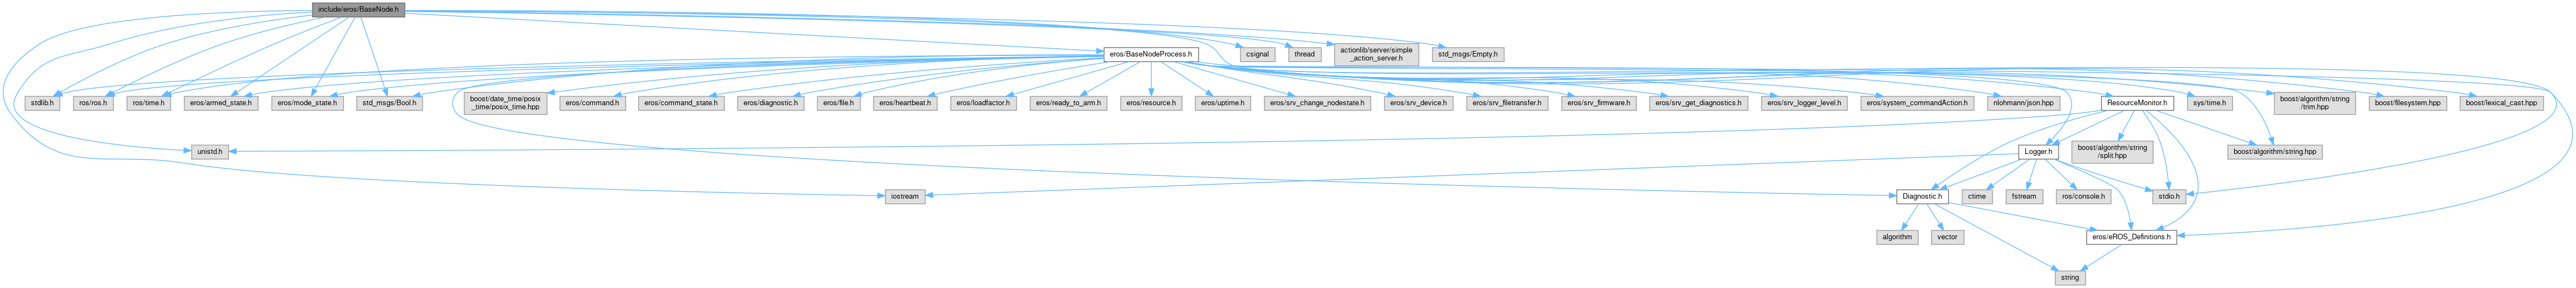 include/eros/BaseNode.h
eros/BaseNodeProcess.h
csignal
thread
actionlib/server/simple
_action_server.h
std_msgs/Empty.h
stdlib.h
ros/ros.h
ros/time.h
eros/armed_state.h
eros/mode_state.h
std_msgs/Bool.h
boost/date_time/posix
_time/posix_time.hpp
eros/command.h
eros/command_state.h
eros/diagnostic.h
eros/file.h
eros/heartbeat.h
eros/loadfactor.h
eros/ready_to_arm.h
eros/resource.h
eros/uptime.h
eros/srv_change_nodestate.h
eros/srv_device.h
eros/srv_filetransfer.h
eros/srv_firmware.h
eros/srv_get_diagnostics.h
eros/srv_logger_level.h
eros/system_commandAction.h
nlohmann/json.hpp
ResourceMonitor.h
sys/time.h
boost/algorithm/string
/trim.hpp
boost/filesystem.hpp
boost/lexical_cast.hpp
unistd.h
Logger.h
boost/algorithm/string
/split.hpp
boost/algorithm/string.hpp
iostream
Diagnostic.h
ctime
fstream
ros/console.h
stdio.h
algorithm
vector
eros/eROS_Definitions.h
string